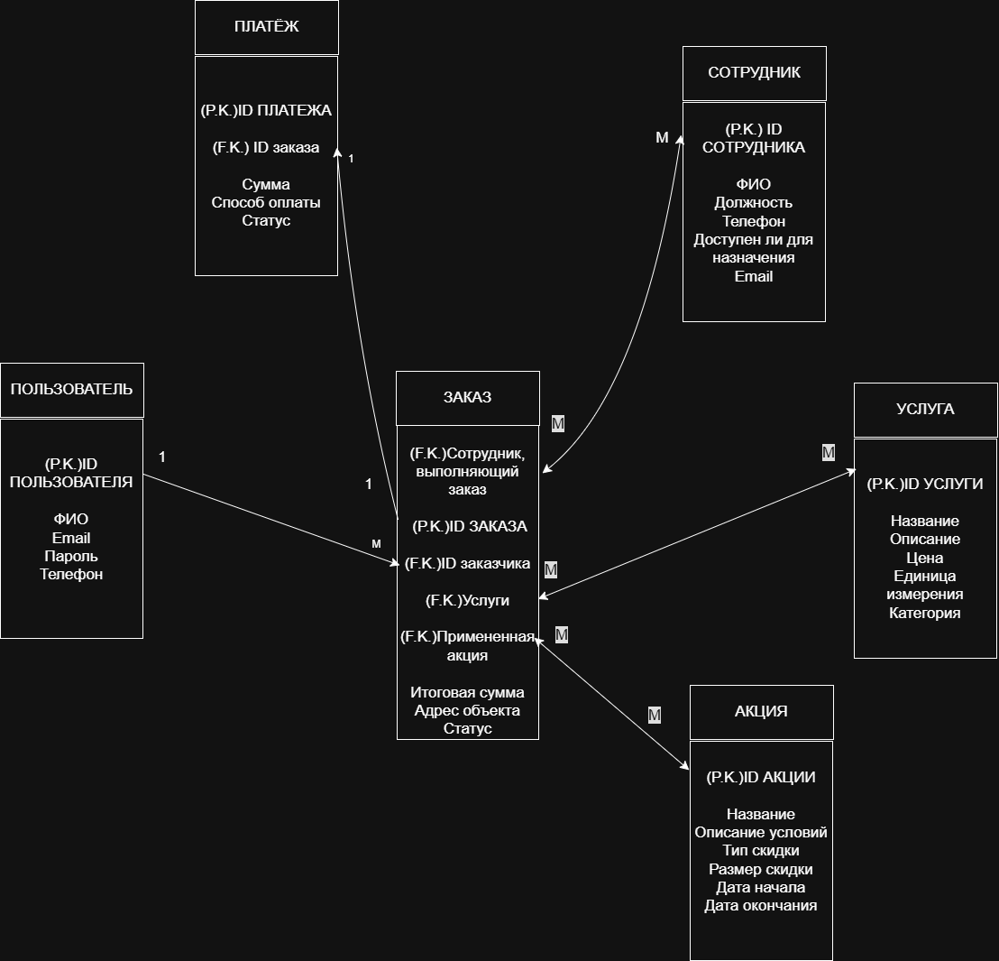 ПЛАТЁЖ
(P.K.)ID ПЛАТЕЖА
(F.K.) ID заказа
Сумма
Способ оплаты
Статус
1
СОТРУДНИК
(P.K.) ID
СОТРУДНИКА
ФИО
Должность
Телефон
Доступен ли для
назначения
Email
М
ПОЛЬЗОВАТЕЛЬ
(P.K.)ID
ПОЛЬЗОВАТЕЛЯ
ФИО
Email
Пароль
Телефон
1
1
м
ЗАКАЗ
(F.K.)Сотрудник,
выполняющий
заказ
(P.K.)ID ЗАКАЗА
(F.K.)ID заказчика
(F.K.)Услуги
(F.K.)Примененная
акция
Итоговая сумма
Адрес объекта
Статус
М
М
М
М
М
УСЛУГА
(P.K.)ID УСЛУГИ
Название
Описание
Цена
Единица
измерения
Категория
АКЦИЯ
(P.K.)ID АКЦИИ
Название
Описание условий
Тип скидки
Размер скидки
Дата начала
Дата окончания